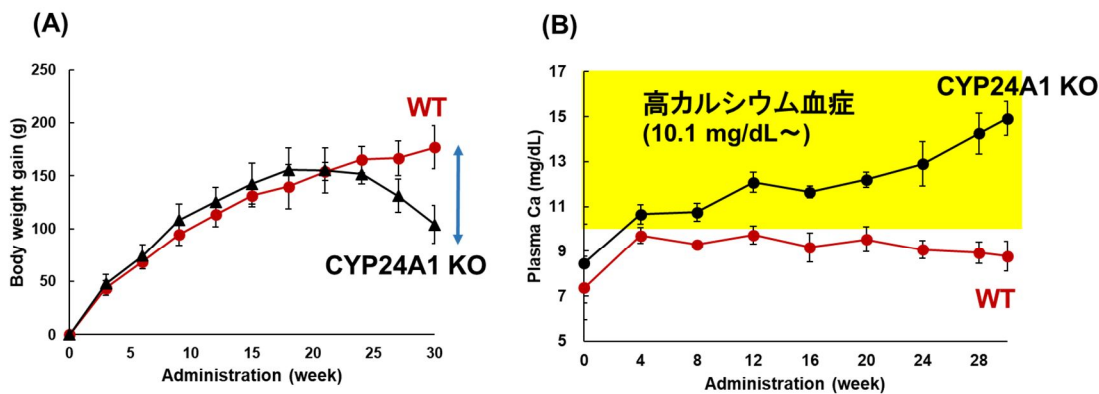 (A)
Body weight gain (g)
250
200
150
100
50
0
WT
CYP24A1 KO
0 5 10 15 20 25 30
Administration (week)
(B)
Plasma Ca (mg/dL)
17
15
13
11
9
7
5
高カルシウム血症
(10.1 mg/dL～)
CYP24A1 KO
WT
0 4 8 12 16 20 24 28
Administration (week)